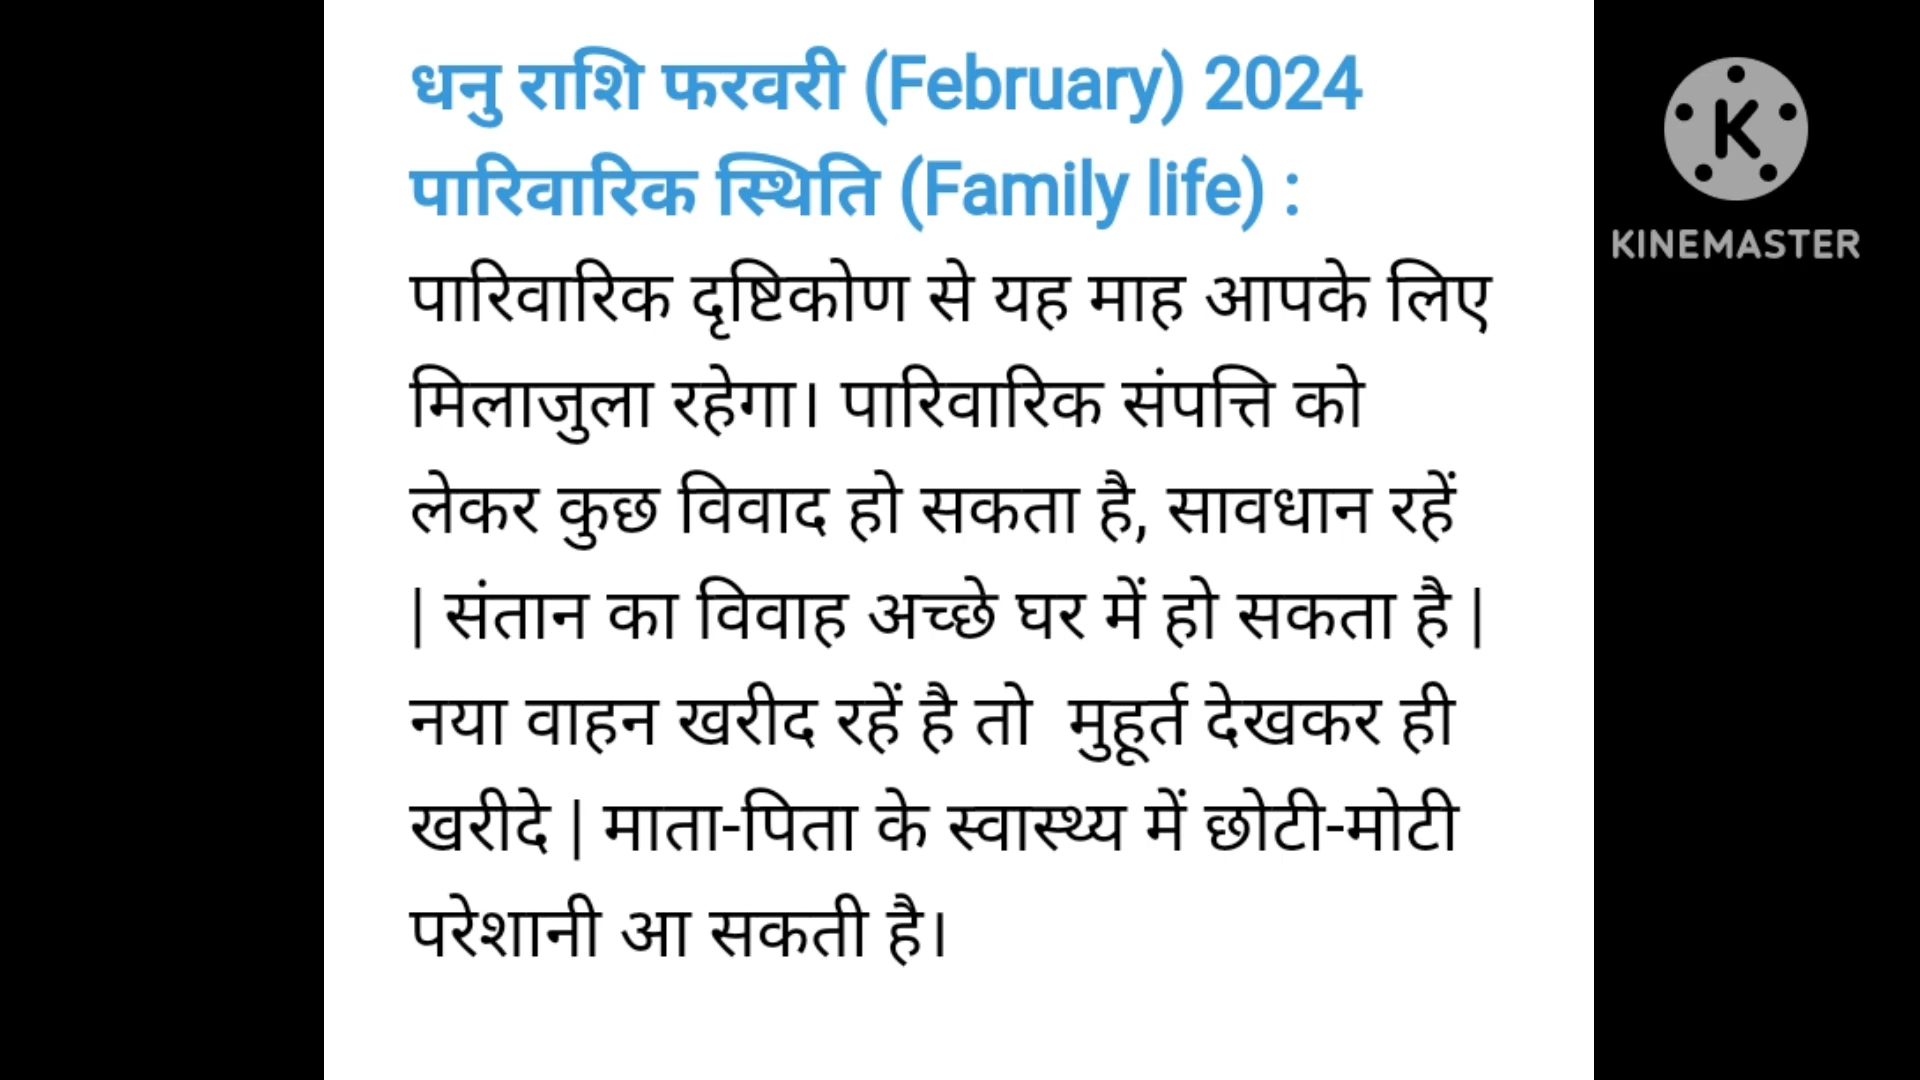 धनु राशि फरवरी (February) 2024
पारिवारिक स्थिति (Family life) :
पारिवारिक दृष्टिकोण से यह माह आपके लिए
मिलाजुला रहेगा। पारिवारिक संपत्ति को
लेकर कुछ विवाद हो सकता है, सावधान रहें
| संतान का विवाह अच्छे घर में हो सकता है |
नया वाहन खरीद रहें है तो  मुहूर्त देखकर ही
खरीदे | माता-पिता के स्वास्थ्य में छोटी-मोटी
परेशानी आ सकती है।
K
KINEMASTER